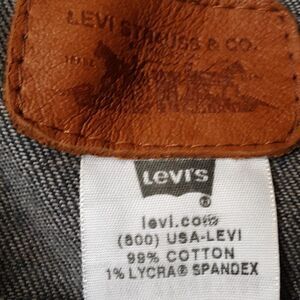 LEVI STRAUSS & CO.
Levi's
®
levi.com
(800) USA-LEVI
99% COTTON
1% LYCRA® SPANDEX